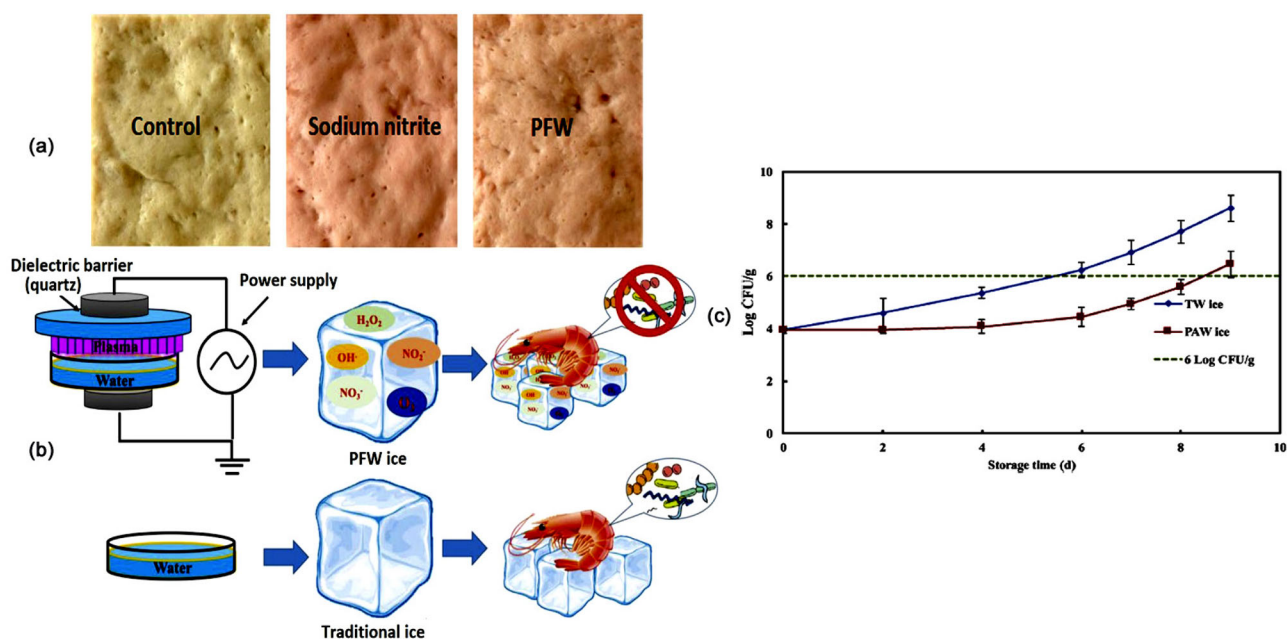 (a)
Control
Sodium nitrite
PFW
(b)
Dielectric barrier
(quartz)
Power supply
Plasma
Water
H₂O₂
OH·
NO₂⁻
NO₃⁻
PFW ice
Water
Traditional ice
(c)
Log CFU/g
10
8
6
4
2
0
0
2
4
6
8
10
Storage time (d)
TW ice
PAW ice
6 Log CFU/g